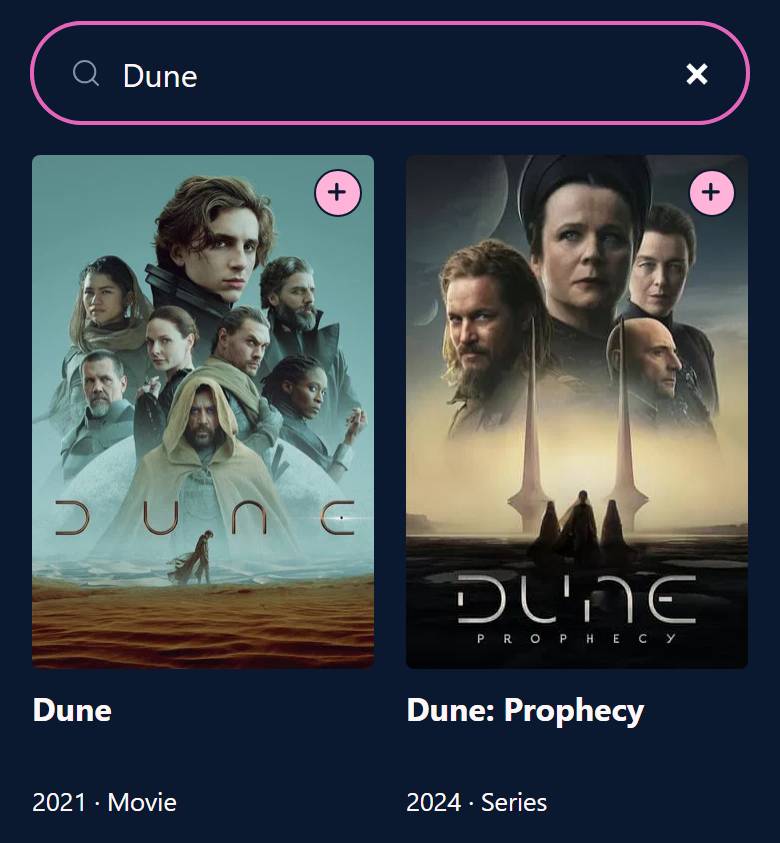 Dune
DUNE
DUNE
PROPHECY
Dune
Dune: Prophecy
2021 · Movie
2024 · Series